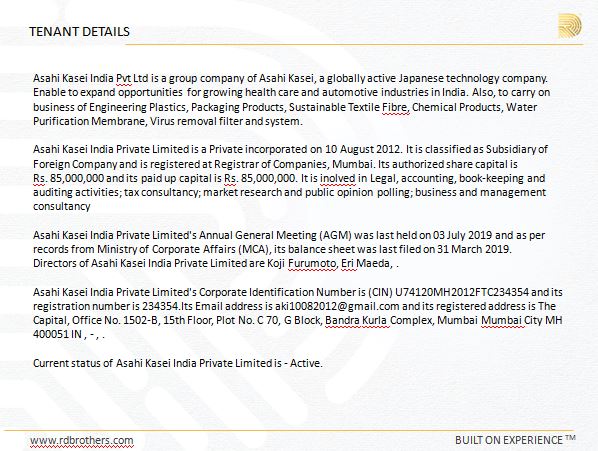 TENANT DETAILS
Asahi Kasei India Pvt Ltd is a group company of Asahi Kasei, a globally active Japanese technology company.
Enable to expand opportunities for growing health care and automotive industries in India. Also, to carry on
business of Engineering Plastics, Packaging Products, Sustainable Textile Fibre, Chemical Products, Water
Purification Membrane, Virus removal filter and system.
Asahi Kasei India Private Limited is a Private incorporated on 10 August 2012. It is classified as Subsidiary of
Foreign Company and is registered at Registrar of Companies, Mumbai. Its authorized share capital is
Rs. 85,000,000 and its paid up capital is Rs. 85,000,000. It is inolved in Legal, accounting, book-keeping and
auditing activities; tax consultancy; market research and public opinion polling; business and management
consultancy
Asahi Kasei India Private Limited's Annual General Meeting (AGM) was last held on 03 July 2019 and as per
records from Ministry of Corporate Affairs (MCA), its balance sheet was last filed on 31 March 2019.
Directors of Asahi Kasei India Private Limited are Koji Furumoto, Eri Maeda, .
Asahi Kasei India Private Limited's Corporate Identification Number is (CIN) U74120MH2012FTC234354 and its
registration number is 234354.Its Email address is aki10082012@gmail.com and its registered address is The
Capital, Office No. 1502-B, 15th Floor, Plot No. C 70, G Block, Bandra Kurla Complex, Mumbai Mumbai City MH
400051 IN , - , .
Current status of Asahi Kasei India Private Limited is - Active.
www.rdbrothers.com
BUILT ON EXPERIENCE ™